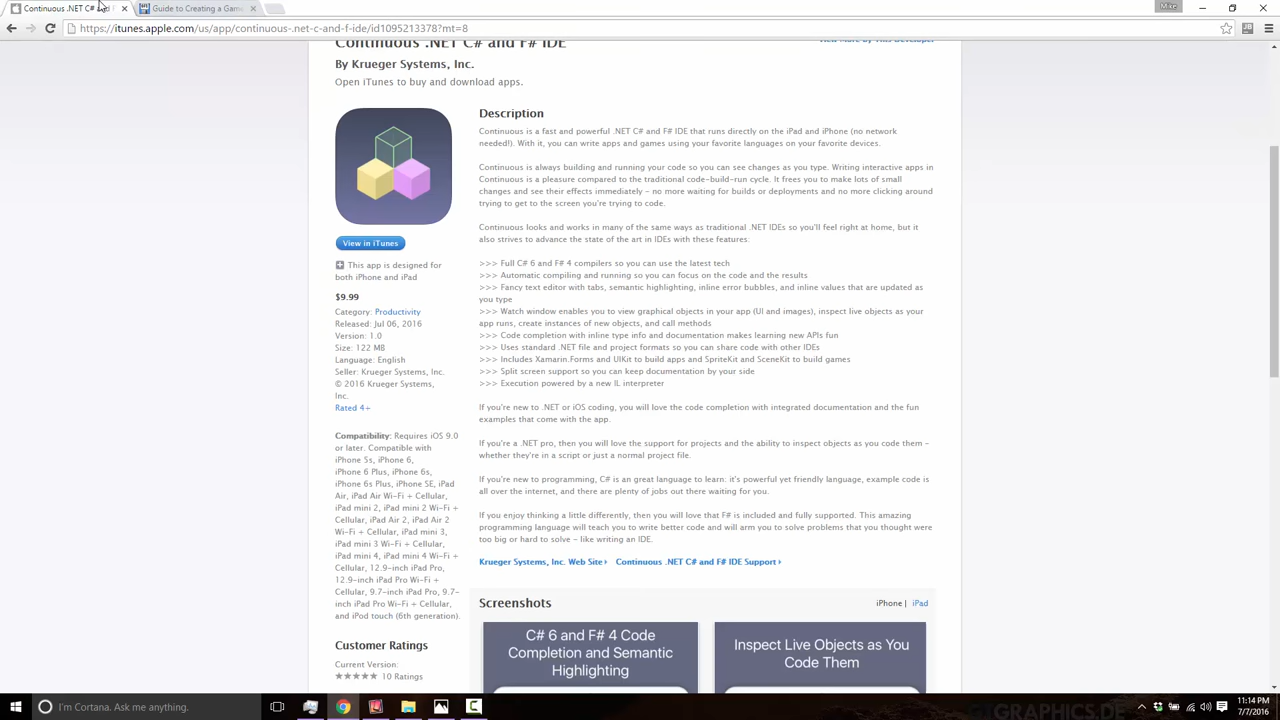 Continuous .NET C# and F#
Guide to Creating a Game
https://itunes.apple.com/us/app/continuous-.net-c-and-f-ide/id1095213378?mt=8
Continuous .NET C# and F# IDE
View More By This Developer
By Krueger Systems, Inc.
Open iTunes to buy and download apps.
View in iTunes
This app is designed for
both iPhone and iPad
$9.99
Category: Productivity
Released: Jul 06, 2016
Version: 1.0
Size: 122 MB
Language: English
Seller: Krueger Systems, Inc.
© 2016 Krueger Systems,
Inc.
Rated 4+
Compatibility: Requires iOS 9.0
or later. Compatible with
iPhone 5s, iPhone 6,
iPhone 6 Plus, iPhone 6s,
iPhone 6s Plus, iPhone SE, iPad
Air, iPad Air Wi-Fi + Cellular,
iPad mini 2, iPad mini 2 Wi-Fi +
Cellular, iPad Air 2, iPad Air 2
Wi-Fi + Cellular, iPad mini 3,
iPad mini 3 Wi-Fi + Cellular,
iPad mini 4, iPad mini 4 Wi-Fi +
Cellular, 12.9-inch iPad Pro,
12.9-inch iPad Pro Wi-Fi +
Cellular, 9.7-inch iPad Pro, 9.7-
inch iPad Pro Wi-Fi + Cellular,
and iPod touch (6th generation).
Customer Ratings
Current Version:
★★★★★ 10 Ratings
Description
Continuous is a fast and powerful .NET C# and F# IDE that runs directly on the iPad and iPhone (no network
needed!). With it, you can write apps and games using your favorite languages on your favorite devices.
Continuous is always building and running your code so you can see changes as you type. Writing interactive apps in
Continuous is a pleasure compared to the traditional code-build-run cycle. It frees you to make lots of small
changes and see their effects immediately - no more waiting for builds or deployments and no more clicking around
trying to get to the screen you're trying to code.
Continuous looks and works in many of the same ways as traditional .NET IDEs so you'll feel right at home, but it
also strives to advance the state of the art in IDEs with these features:
>>> Full C# 6 and F# 4 compilers so you can use the latest tech
>>> Automatic compiling and running so you can focus on the code and the results
>>> Fancy text editor with tabs, semantic highlighting, inline error bubbles, and inline values that are updated as
you type
>>> Watch window enables you to view graphical objects in your app (UI and images), inspect live objects as your
app runs, create instances of new objects, and call methods
>>> Code completion with inline type info and documentation makes learning new APIs fun
>>> Uses standard .NET file and project formats so you can share code with other IDEs
>>> Includes Xamarin.Forms and UIKit to build apps and SpriteKit and SceneKit to build games
>>> Split screen support so you can keep documentation by your side
>>> Execution powered by a new IL interpreter
If you're new to .NET or iOS coding, you will love the code completion with integrated documentation and the fun
examples that come with the app.
If you're a .NET pro, then you will love the support for projects and the ability to inspect objects as you code them -
whether they're in a script or just a normal project file.
If you're new to programming, C# is an great language to learn: it's powerful yet friendly language, example code is
all over the internet, and there are plenty of jobs out there waiting for you.
If you enjoy thinking a little differently, then you will love that F# is included and fully supported. This amazing
programming language will teach you to write better code and will arm you to solve problems that you thought were
too big or hard to solve - like writing an IDE.
Krueger Systems, Inc. Web Site
Continuous .NET C# and F# IDE Support
Screenshots
iPhone | iPad
C# 6 and F# 4 Code
Completion and Semantic
Highlighting
Inspect Live Objects as You
Code Them
I'm Cortana. Ask me anything.
11:14 PM
7/7/2016